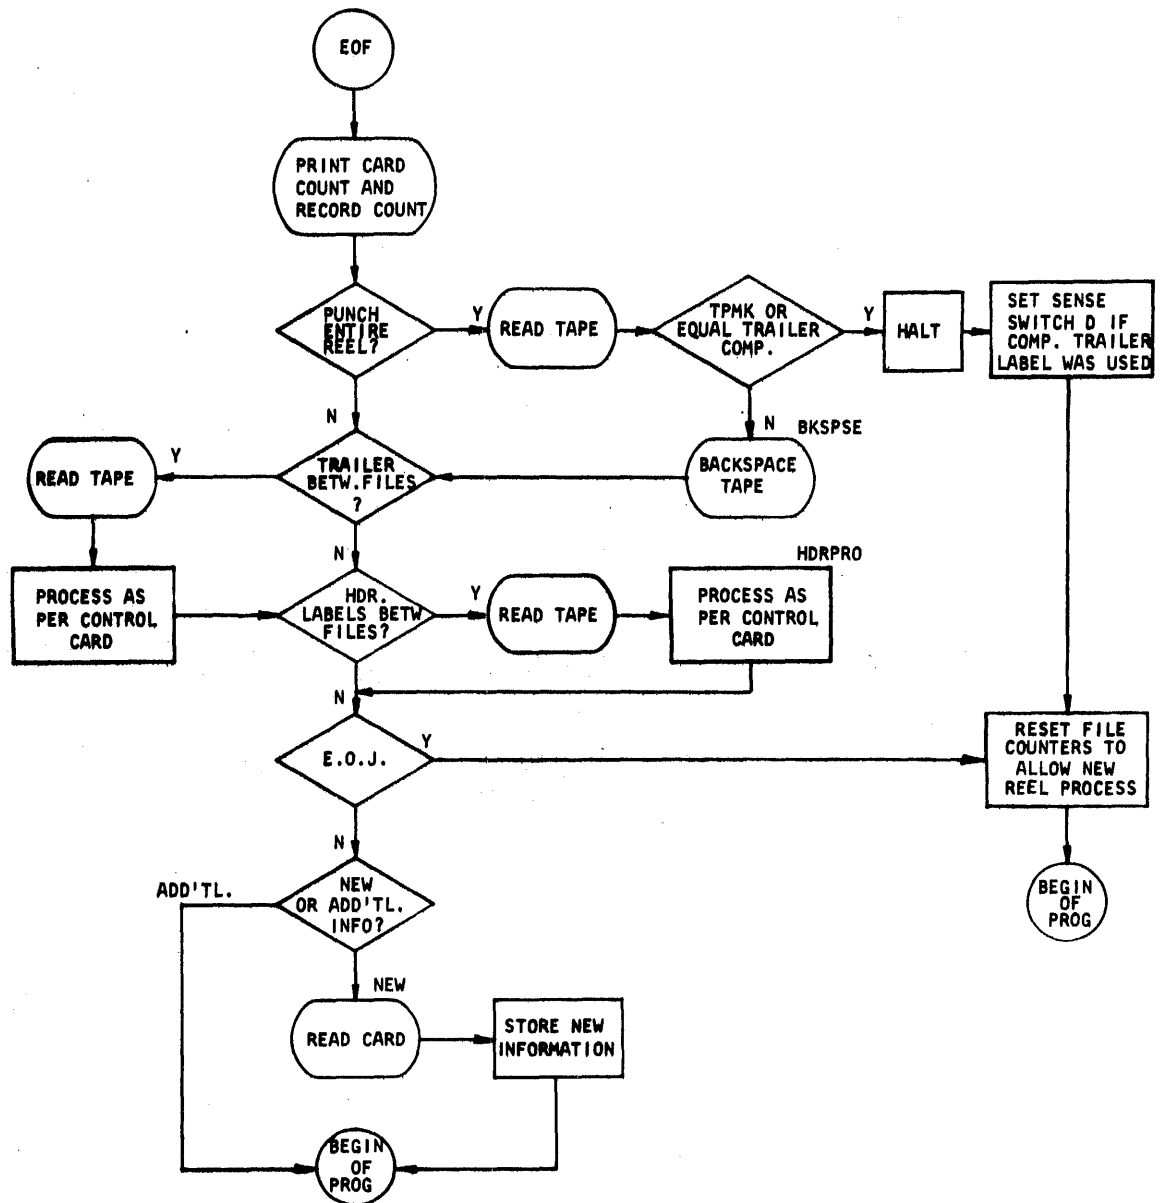 EOF
PRINT CARD
COUNT AND
RECORD COUNT
PUNCH
ENTIRE
REEL?
Y
READ TAPE
TPMK OR
EQUAL TRAILER
COMP.
Y
HALT
SET SENSE
SWITCH D IF
COMP. TRAILER
LABEL WAS USED
N
N
BKSPSE
BACKSPACE
TAPE
TRAILER
BETW.FILES
?
Y
READ TAPE
PROCESS AS
PER CONTROL
CARD
N
HDR.
LABELS BETW
FILES?
Y
READ TAPE
HDRPRO
PROCESS AS
PER CONTROL
CARD
N
E.O.J.
Y
RESET FILE
COUNTERS TO
ALLOW NEW
REEL PROCESS
BEGIN
OF
PROG
N
NEW
OR ADD'TL.
INFO?
ADD'TL.
NEW
READ CARD
STORE NEW
INFORMATION
BEGIN
OF
PROG